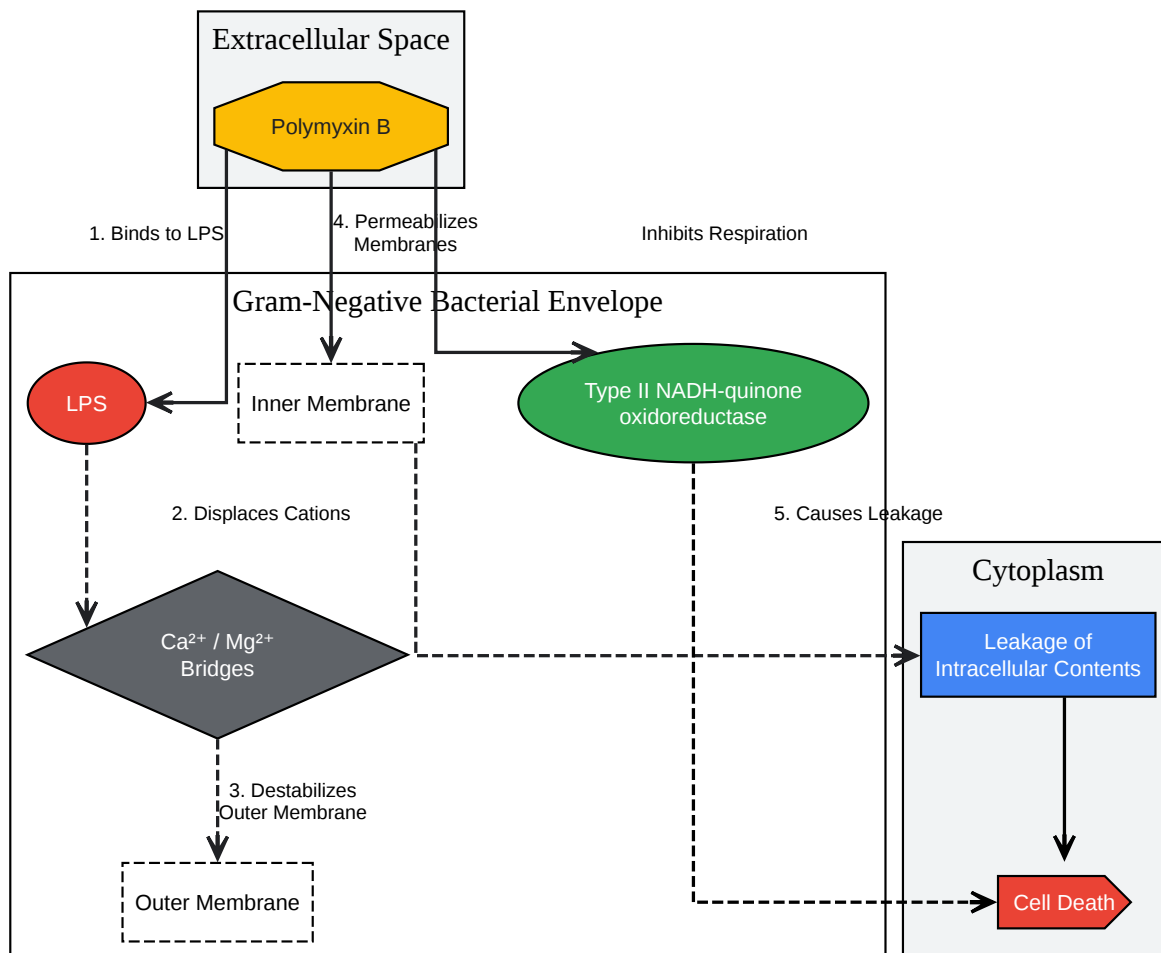 Extracellular Space
Polymyxin B
1. Binds to LPS
4. Permeabilizes
Membranes
Inhibits Respiration
Gram-Negative Bacterial Envelope
LPS
Inner Membrane
Type II NADH-quinone
oxidoreductase
2. Displaces Cations
5. Causes Leakage
Cytoplasm
Ca²⁺ / Mg²⁺
Bridges
Leakage of
Intracellular Contents
3. Destabilizes
Outer Membrane
Outer Membrane
Cell Death